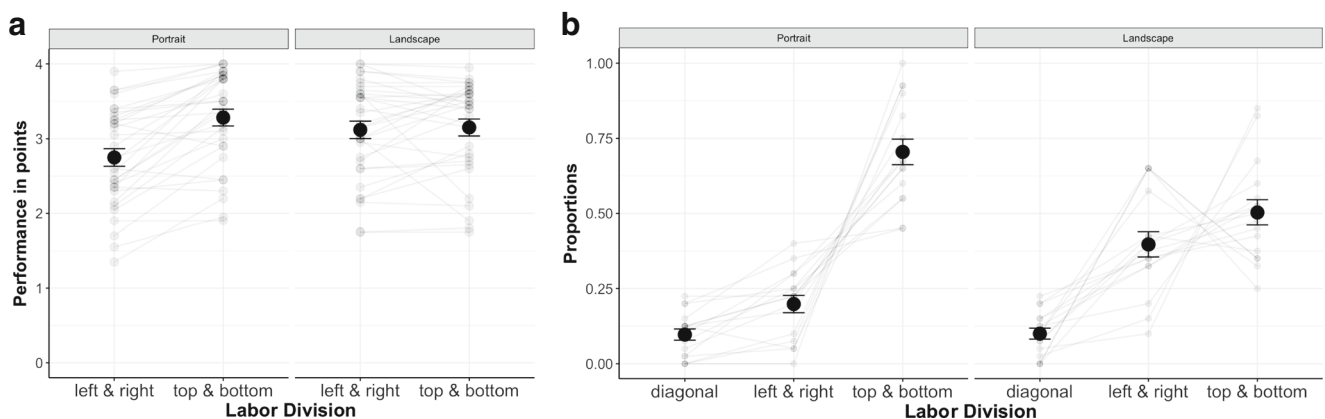 a
Portrait
Landscape
Performance in points
4
3
2
1
0
left & right
top & bottom
left & right
top & bottom
Labor Division
b
Portrait
Landscape
Proportions
1.00
0.75
0.50
0.25
0.00
diagonal
left & right
top & bottom
diagonal
left & right
top & bottom
Labor Division